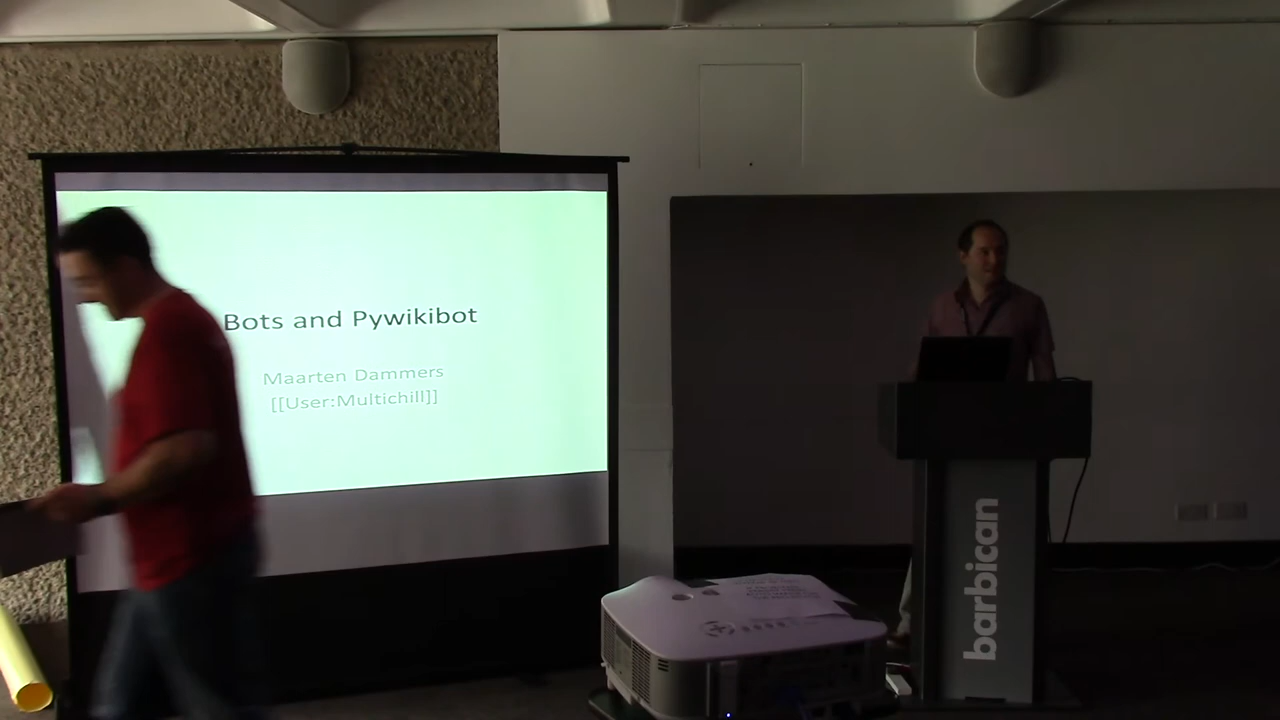 Bots and Pywikibot
Maarten Dammers
[[User:Multichill]]
barbican